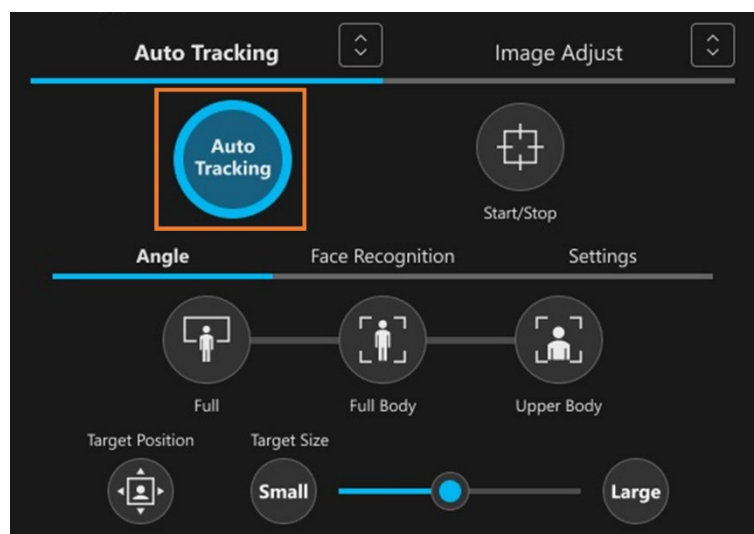 Auto Tracking
Image Adjust
Auto
Tracking
Start/Stop
Angle
Face Recognition
Settings
Full
Full Body
Upper Body
Target Position
Target Size
Small
Large